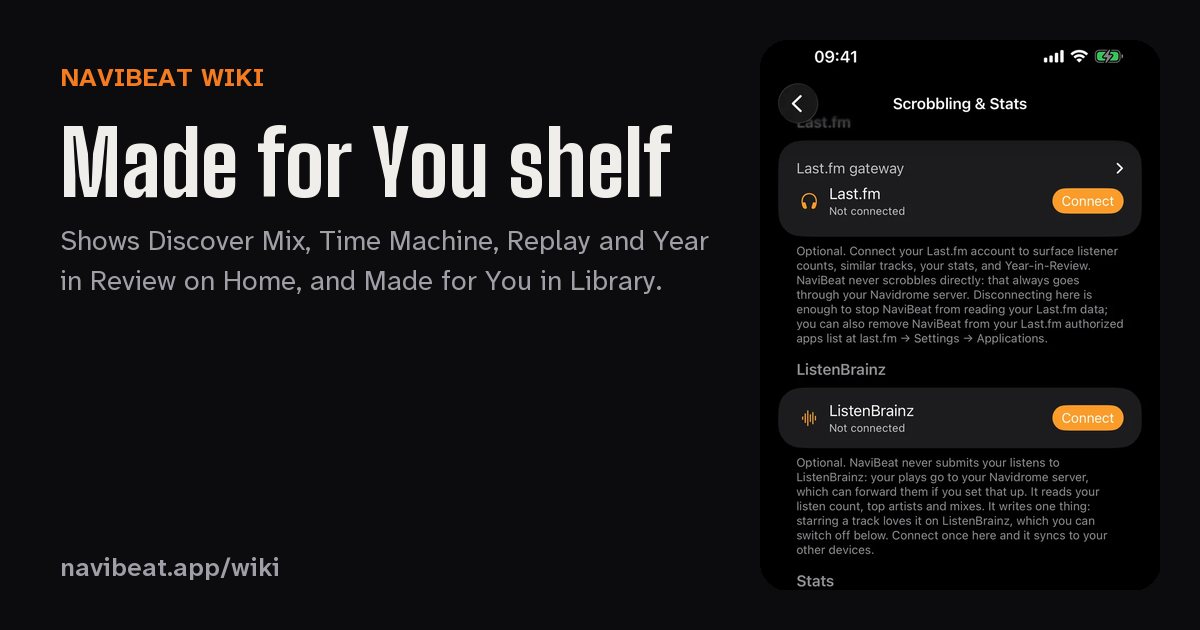 NAVIBEAT WIKI
Made for You shelf
Shows Discover Mix, Time Machine, Replay and Year
in Review on Home, and Made for You in Library.
navibeat.app/wiki
09:41
Scrobbling & Stats
Last.fm
Last.fm gateway
Last.fm
Not connected
Connect
Optional. Connect your Last.fm account to surface listener
counts, similar tracks, your stats, and Year-in-Review.
NaviBeat never scrobbles directly: that always goes
through your Navidrome server. Disconnecting here is
enough to stop NaviBeat from reading your Last.fm data;
you can also remove NaviBeat from your Last.fm authorized
apps list at last.fm → Settings → Applications.
ListenBrainz
ListenBrainz
Not connected
Connect
Optional. NaviBeat never submits your listens to
ListenBrainz: your plays go to your Navidrome server,
which can forward them if you set that up. It reads your
listen count, top artists and mixes. It writes one thing:
starring a track loves it on ListenBrainz, which you can
switch off below. Connect once here and it syncs to your
other devices.
Stats